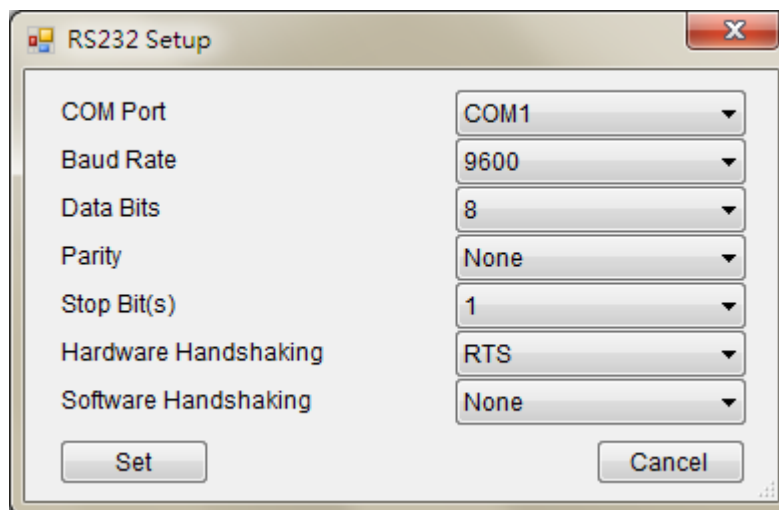 RS232 Setup
COM Port COM1
Baud Rate 9600
Data Bits 8
Parity None
Stop Bit(s) 1
Hardware Handshaking RTS
Software Handshaking None
Set Cancel